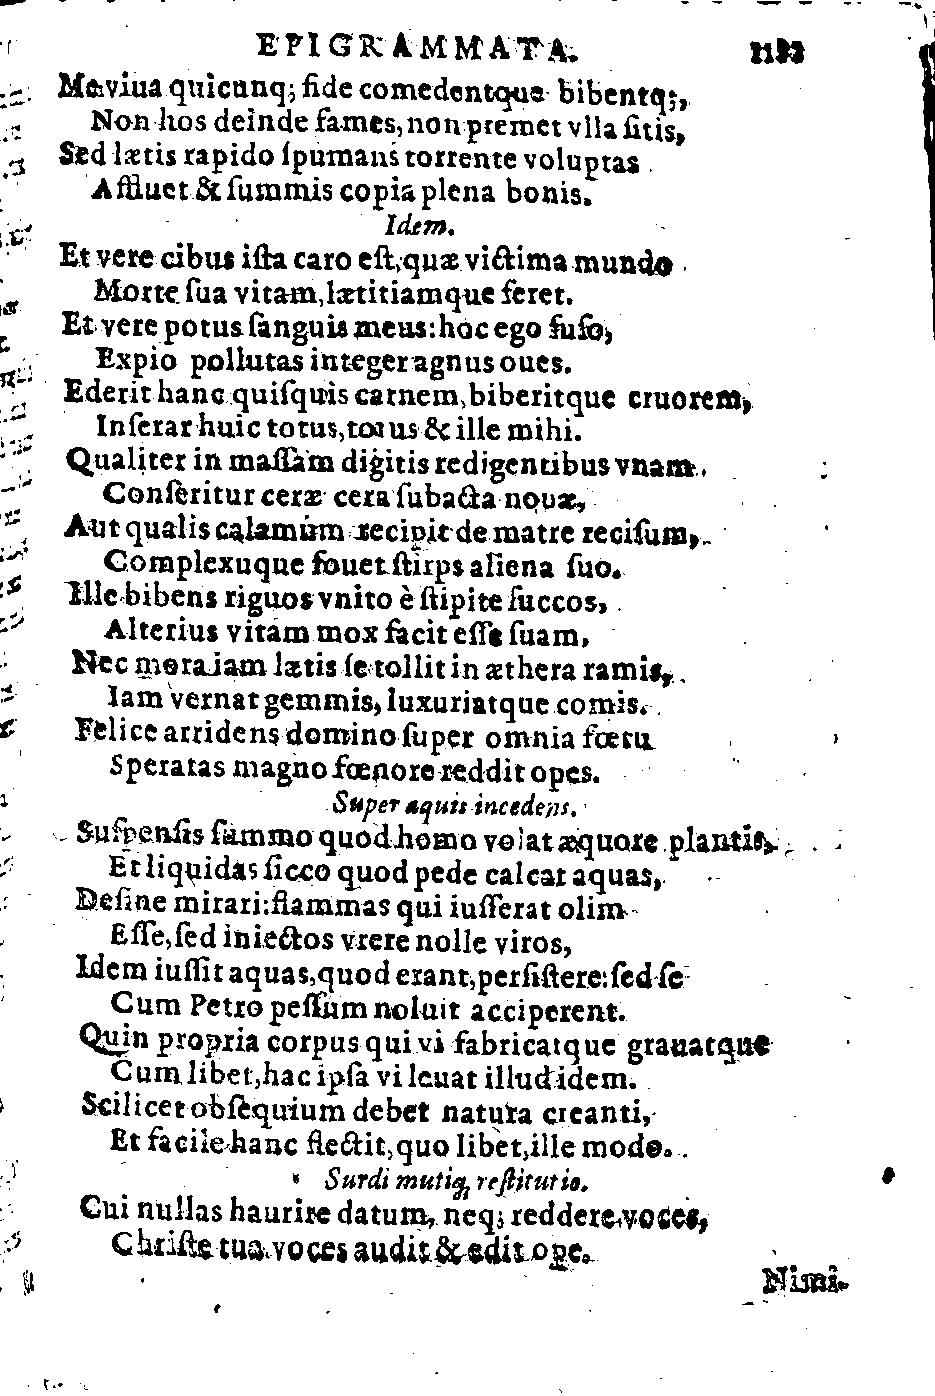 EPIGRAMMATA.
Me viua quicunq; fide comedentque bibentq;,
Non hos deinde fames, non premet vlla sitis,
Sed lætis rapido spumans torrente voluptas
Affluet & summis copia plena bonis.
Idem.
Et vere cibus ista caro est, quæ victima mundo
Morte sua vitam, lætitiamque feret.
Et vere potus sanguis meus: hoc ego fuso,
Expio pollutas integer agnus oues.
Ederit hanc quisquis carnem, biberitque cruorem,
Inserar huic totus, totus & ille mihi.
Qualiter in massam digitis redigentibus vnam.
Conseritur ceræ cera subacta nouæ,
Aut qualis calamum recipit de matre recisum,
Complexuque fouet stirps aliena suo.
Ille bibens riguos vnito è stipite succos,
Alterius vitam mox facit esse suam,
Nec mora iam lætis se tollit in æthera ramis,
Iam vernat gemmis, luxuriatque comis.
Felice arridens domino super omnia fœtu
Speratas magno fœnore reddit opes.
Super aquis incedens.
Suspensis summo quod homo volat æquore plantis,
Et liquidas sicco quod pede calcat aquas,
Desine mirari: flammas qui iusserat olim
Esse, sed iniectos vrere nolle viros,
Idem iussit aquas, quod erant, persistere: sed se
Cum Petro pessum noluit acciperent.
Quin propria corpus qui vi fabricatque grauatque
Cum libet, hac ipsa vi leuat illud idem.
Scilicet obsequium debet natura creanti,
Et facile hanc flectit, quo libet, ille modo.
Surdi mutiq; restitutio.
Cui nullas haurire datum, neq; reddere voces,
Christe tua voces audit & edit ope.
Nimi-